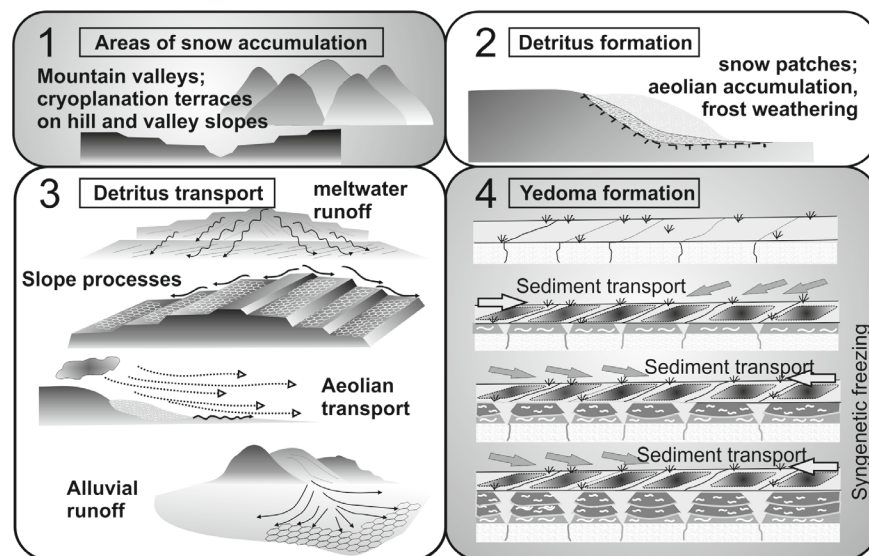 1 Areas of snow accumulation
Mountain valleys;
cryoplanation terraces
on hill and valley slopes
2 Detritus formation
snow patches;
aeolian accumulation,
frost weathering
3 Detritus transport
meltwater
runoff
Slope processes
Aeolian
transport
Alluvial
runoff
4 Yedoma formation
Sediment transport
Sediment transport
Sediment transport
Syngenetic freezing